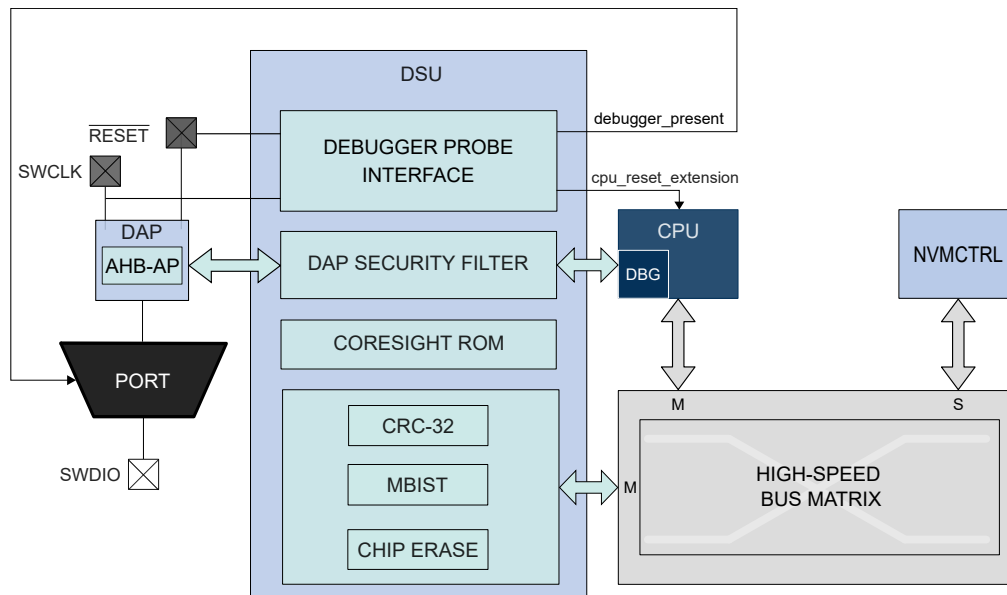 DSU
debugger_present
RESET
DEBUGGER PROBE
INTERFACE
SWCLK
cpu_reset_extension
DAP
CPU
AHB-AP
DAP SECURITY FILTER
DBG
NVMCTRL
CORESIGHT ROM
PORT
M
S
CRC-32
SWDIO
MBIST
M
HIGH-SPEED
BUS MATRIX
CHIP ERASE